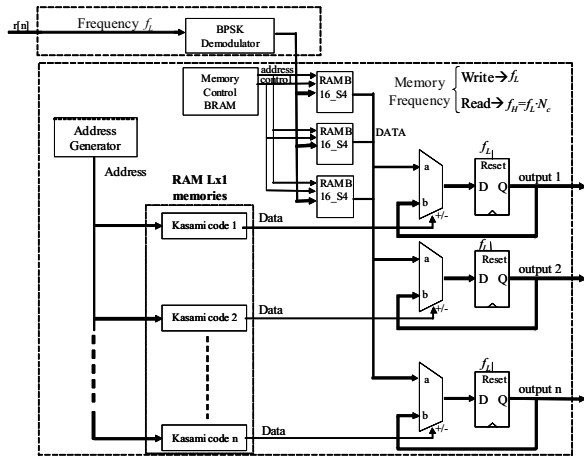 r[n]
Frequency f_L
BPSK
Demodulator
Memory
Control
BRAM
address
control
RAMB
16_S4
Memory
Frequency
Write→f_L
Read→ f_H=f_L·N_c
Address
Generator
Address
RAMB
16_S4
DATA
RAMB
16_S4
RAM Lx1
memories
Kasami code 1
Data
a
b
+/-
f_L
Reset
D Q
output 1
Kasami code 2
Data
a
b
+/-
f_L
Reset
D Q
output 2
Kasami code n
Data
a
b
+/-
f_L
Reset
D Q
output n